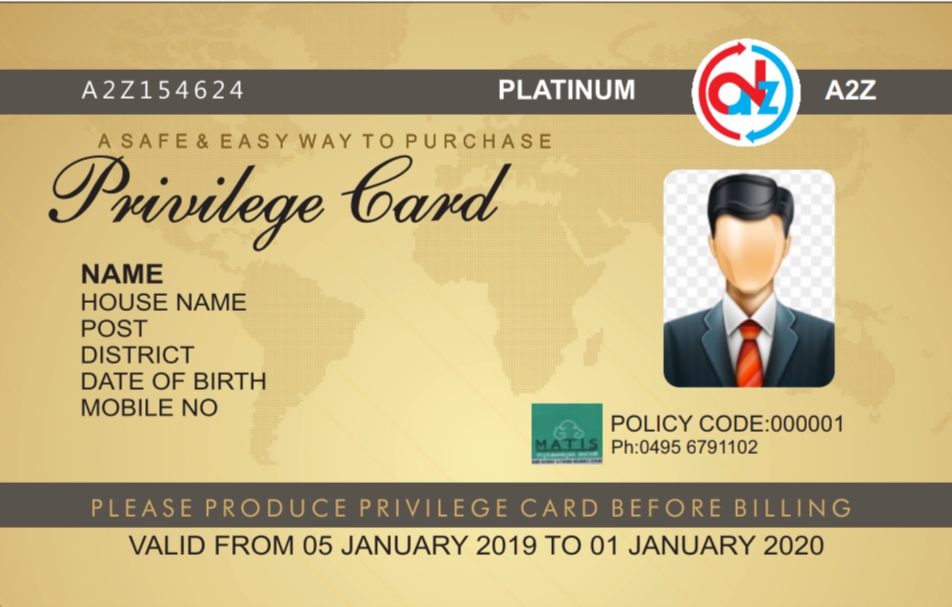 A2Z154624 PLATINUM a2z A2Z
A SAFE & EASY WAY TO PURCHASE
Privilege Card
NAME
HOUSE NAME
POST
DISTRICT
DATE OF BIRTH
MOBILE NO
MATIS
POLICY CODE:000001
Ph:0495 6791102
PLEASE PRODUCE PRIVILEGE CARD BEFORE BILLING
VALID FROM 05 JANUARY 2019 TO 01 JANUARY 2020